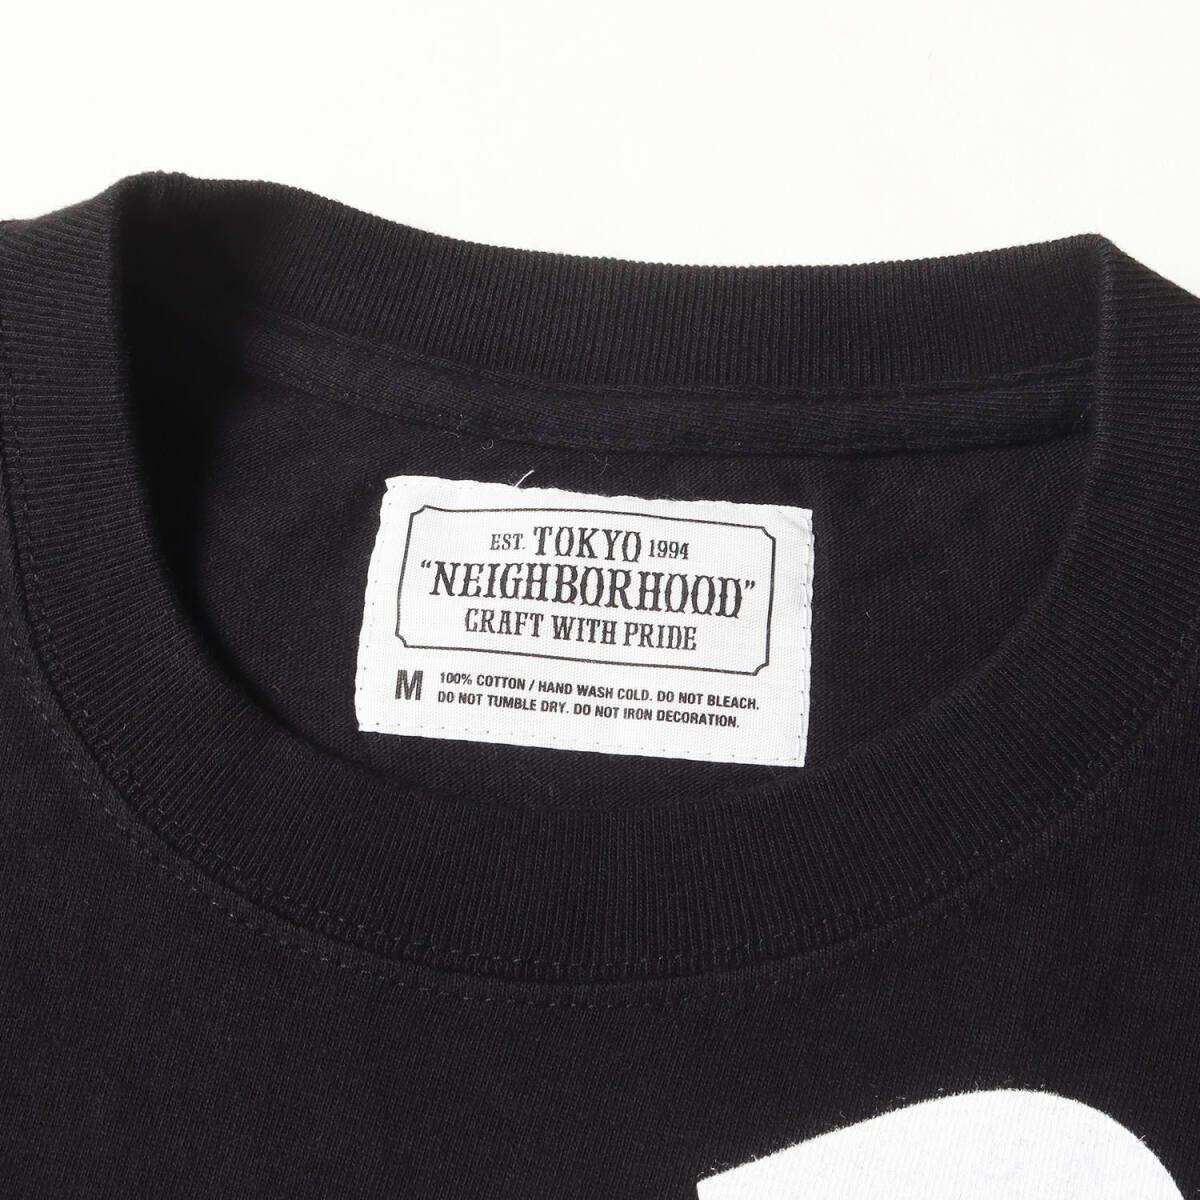 EST. TOKYO 1994
"NEIGHBORHOOD"
CRAFT WITH PRIDE
M 100% COTTON / HAND WASH COLD. DO NOT BLEACH.
DO NOT TUMBLE DRY. DO NOT IRON DECORATION.